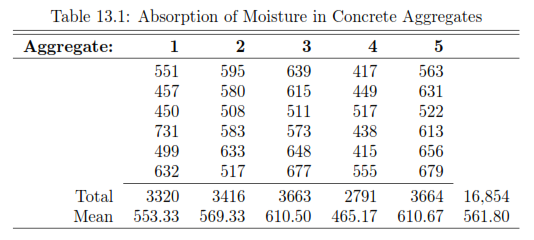 Table 13.1: Absorption of Moisture in Concrete Aggregates
Aggregate: 1 2 3 4 5
551 595 639 417 563
457 580 615 449 631
450 508 511 517 522
731 583 573 438 613
499 633 648 415 656
632 517 677 555 679
Total 3320 3416 3663 2791 3664 16,854
Mean 553.33 569.33 610.50 465.17 610.67 561.80